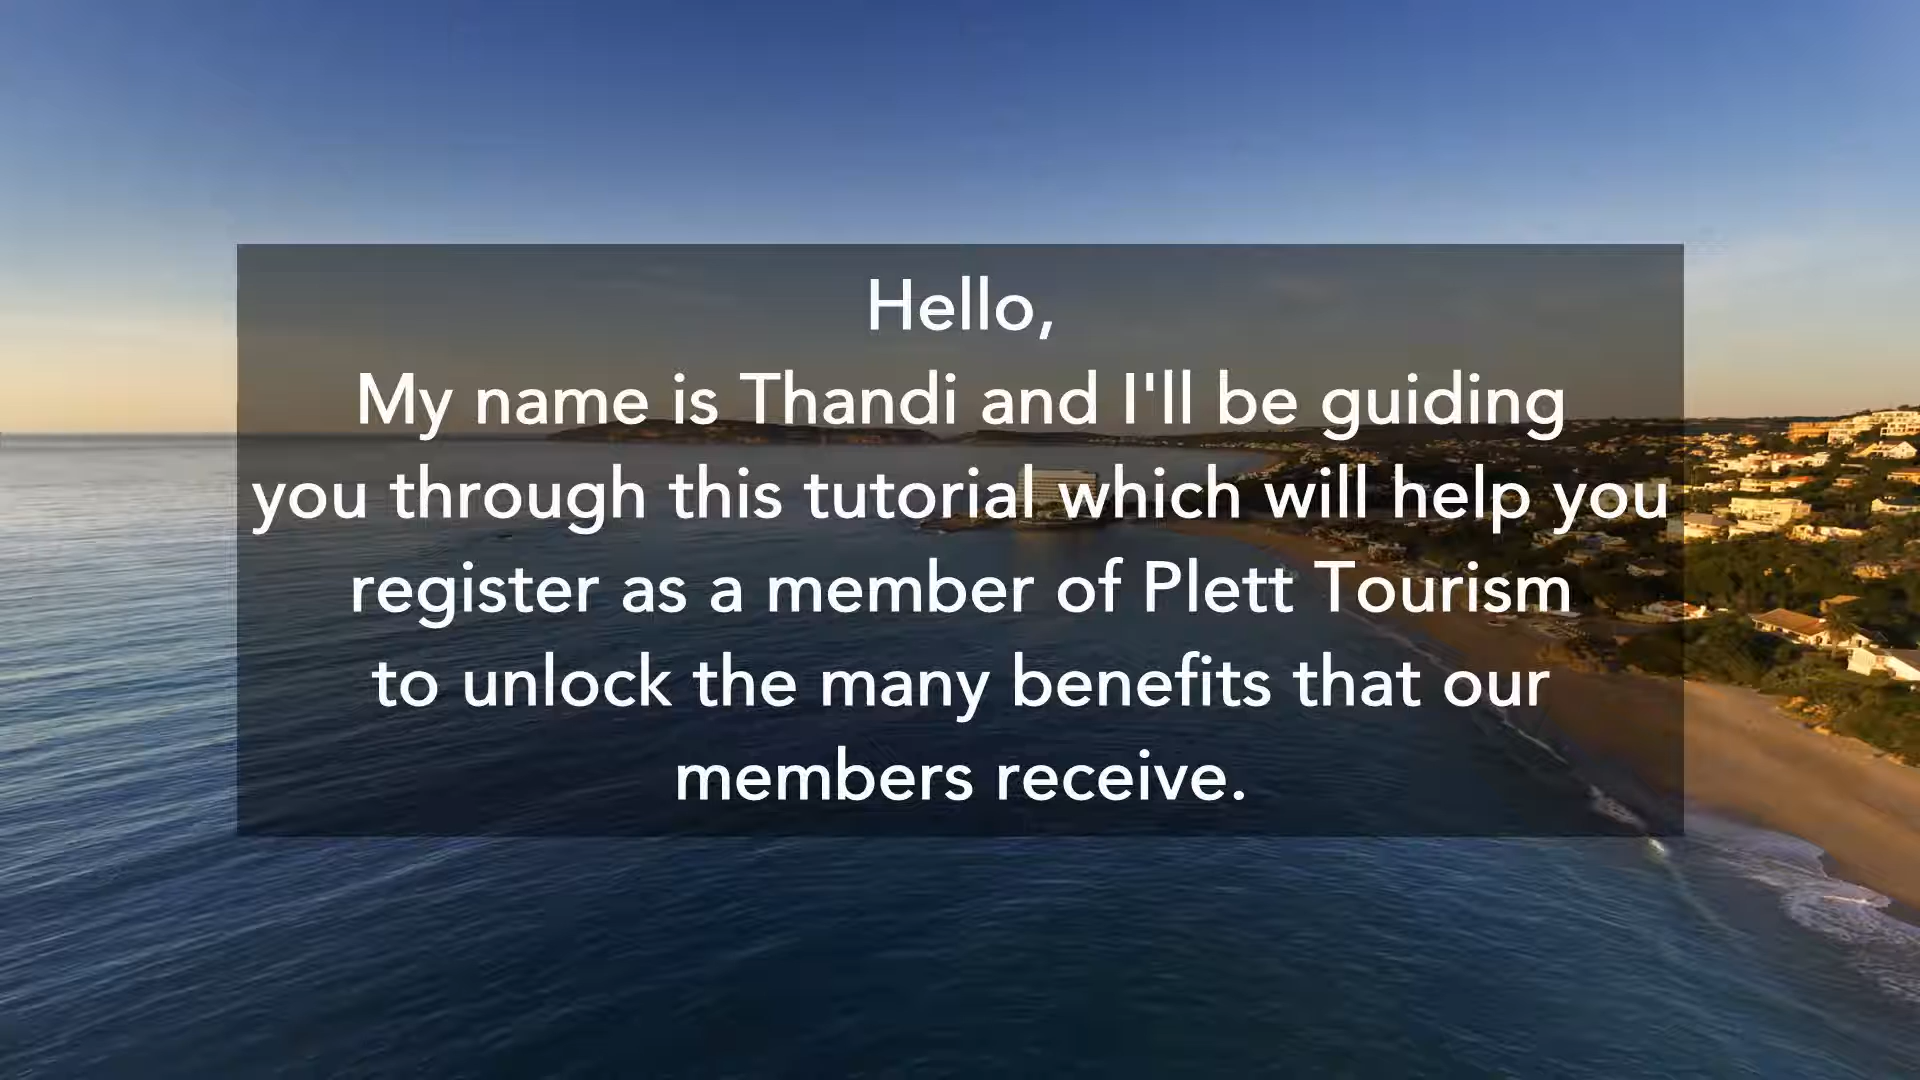 Hello,
My name is Thandi and I'll be guiding
you through this tutorial which will help you
register as a member of Plett Tourism
to unlock the many benefits that our
members receive.